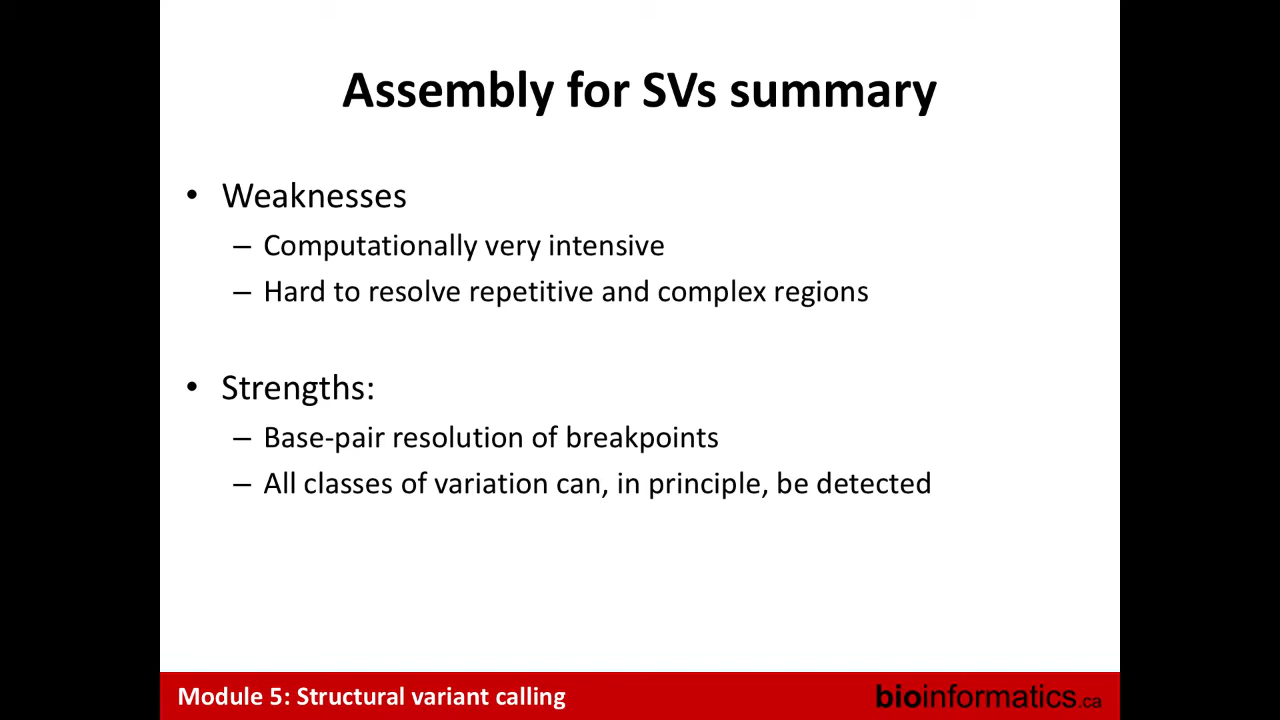 Assembly for SVs summary
• Weaknesses
– Computationally very intensive
– Hard to resolve repetitive and complex regions
• Strengths:
– Base-pair resolution of breakpoints
– All classes of variation can, in principle, be detected
Module 5: Structural variant calling
bioinformatics.ca